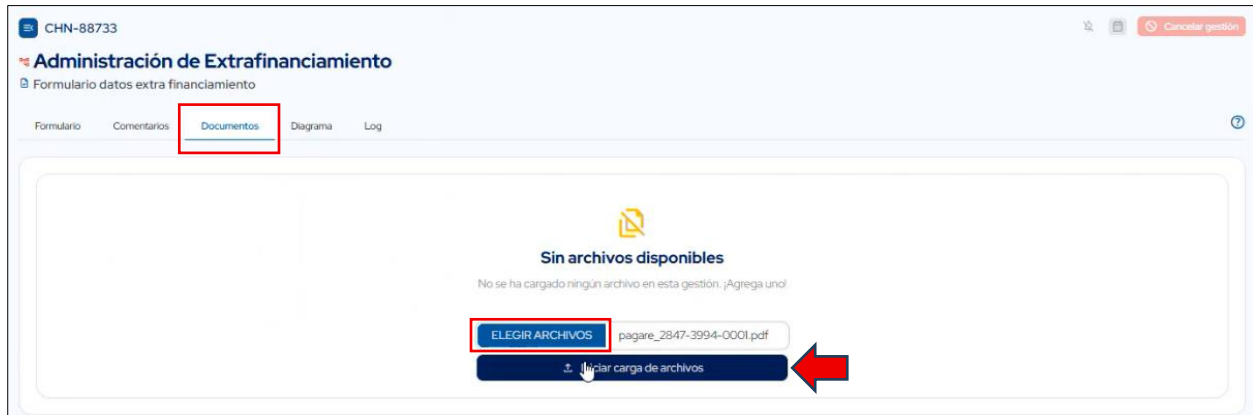 CHN-88733
Cancelar gestión
Administración de Extrafinanciamiento
Formulario datos extra financiamiento
Formulario Comentarios Documentos Diagrama Log
Sin archivos disponibles
No se ha cargado ningún archivo en esta gestión. ¡Agrega uno!
ELEGIR ARCHIVOS pagare_2847-3994-0001.pdf
Iniciar carga de archivos